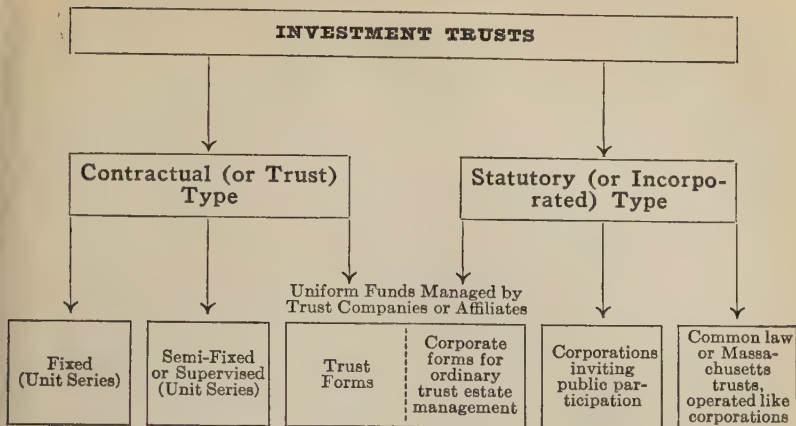 INVESTMENT TRUSTS
Contractual (or Trust)
Type
Statutory (or Incorpo-
rated) Type
Uniform Funds Managed by
Trust Companies or Affiliates
Fixed
(Unit Series)
Semi-Fixed
or Supervised
(Unit Series)
Trust
Forms
Corporate
forms for
ordinary
trust estate
management
Corporations
inviting
public par-
ticipation
Common law
or Massa-
chusetts
trusts,
operated like
corporations